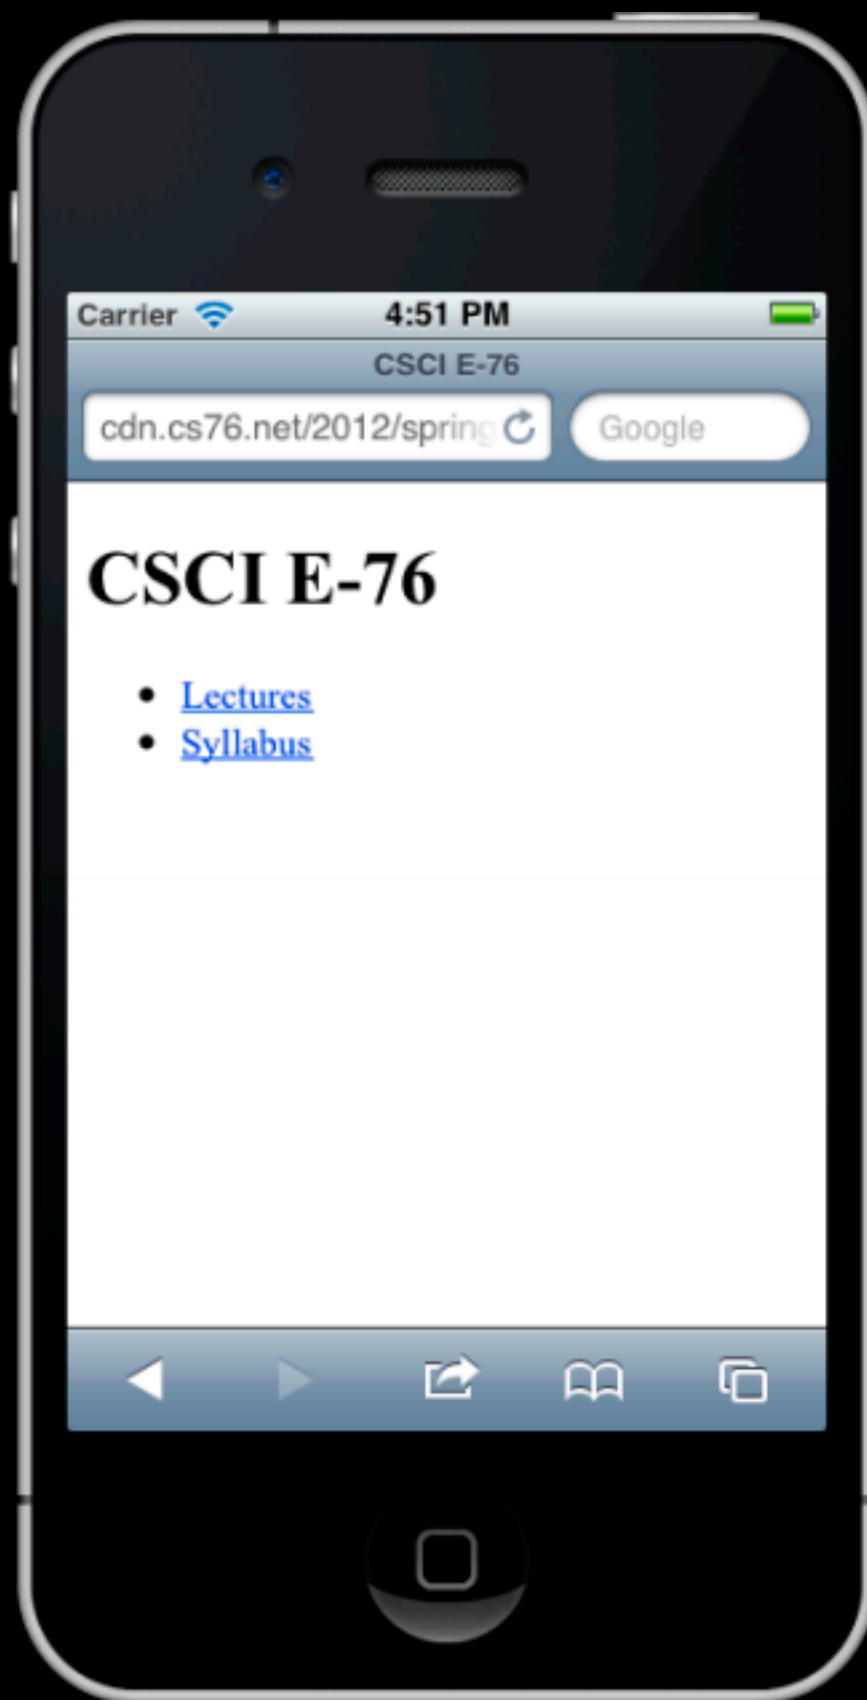 Carrier 4:51 PM
CSCI E-76
cdn.cs76.net/2012/spring Google
CSCI E-76
Lectures
Syllabus